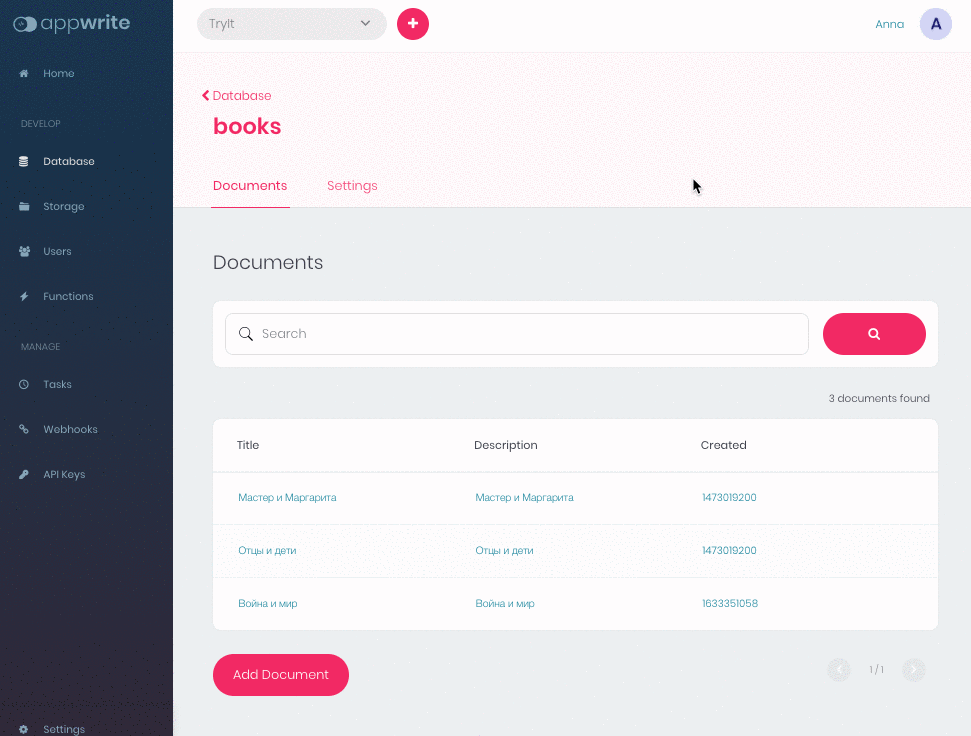 appwrite
TryIt
Anna
A
Home
DEVELOP
Database
Storage
Users
Functions
MANAGE
Tasks
Webhooks
API Keys
Settings
Database
books
Documents Settings
Documents
Search
3 documents found
Title Description Created
Мастер и Маргарита Мастер и Маргарита 1473019200
Отцы и дети Отцы и дети 1473019200
Война и мир Война и мир 1633351058
Add Document
1 / 1